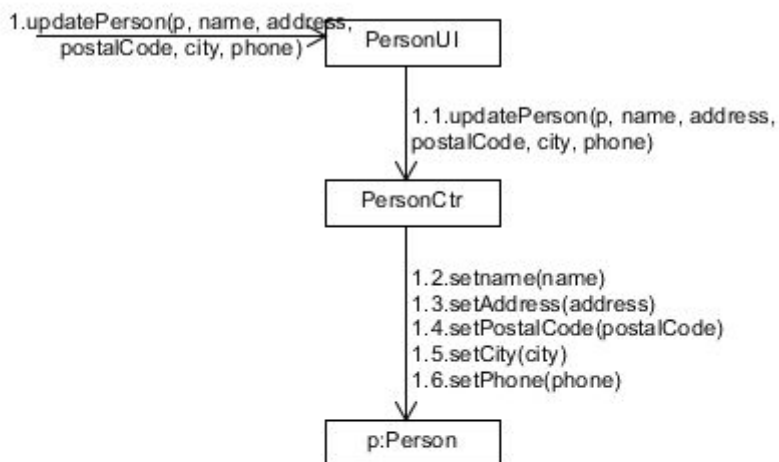 1.updatePerson(p, name, address,
postalCode, city, phone)
PersonUI
1.1.updatePerson(p, name, address,
postalCode, city, phone)
PersonCtr
1.2.setname(name)
1.3.setAddress(address)
1.4.setPostalCode(postalCode)
1.5.setCity(city)
1.6.setPhone(phone)
p:Person